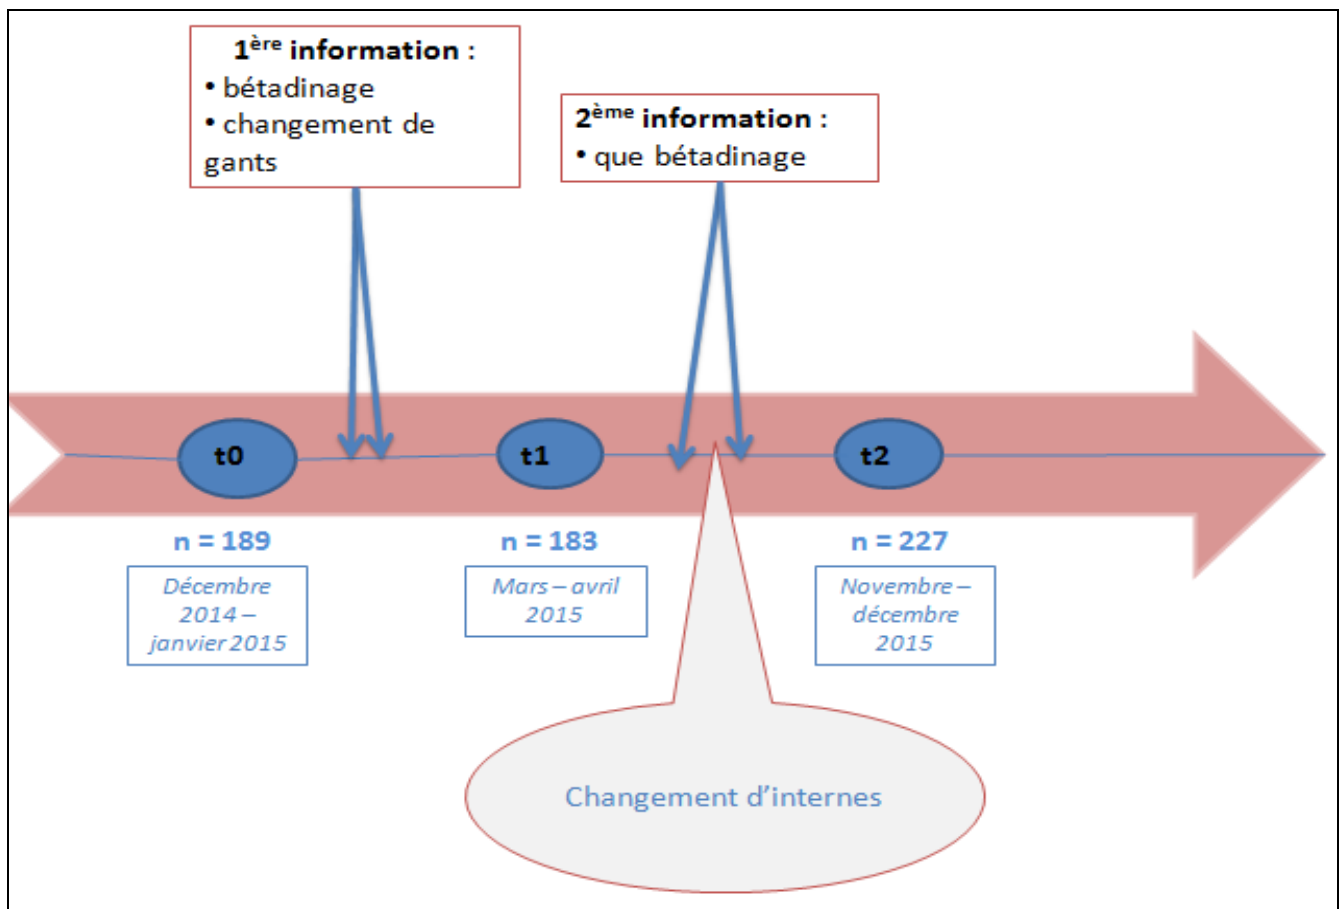 1ère information :
• bétadinage
• changement de
gants
2ème information :
• que bétadinage
t0
t1
t2
n = 189
n = 183
n = 227
Décembre
2014 –
janvier 2015
Mars – avril
2015
Novembre –
décembre
2015
Changement d’internes